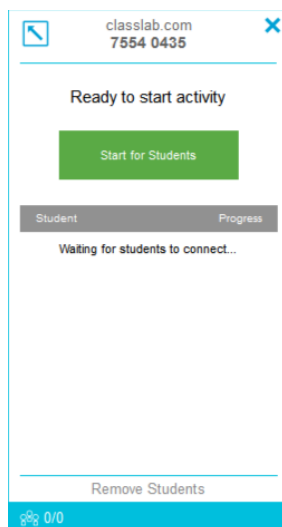 classlab.com
7554 0435
Ready to start activity
Start for Students
Student Progress
Waiting for students to connect...
Remove Students
0/0